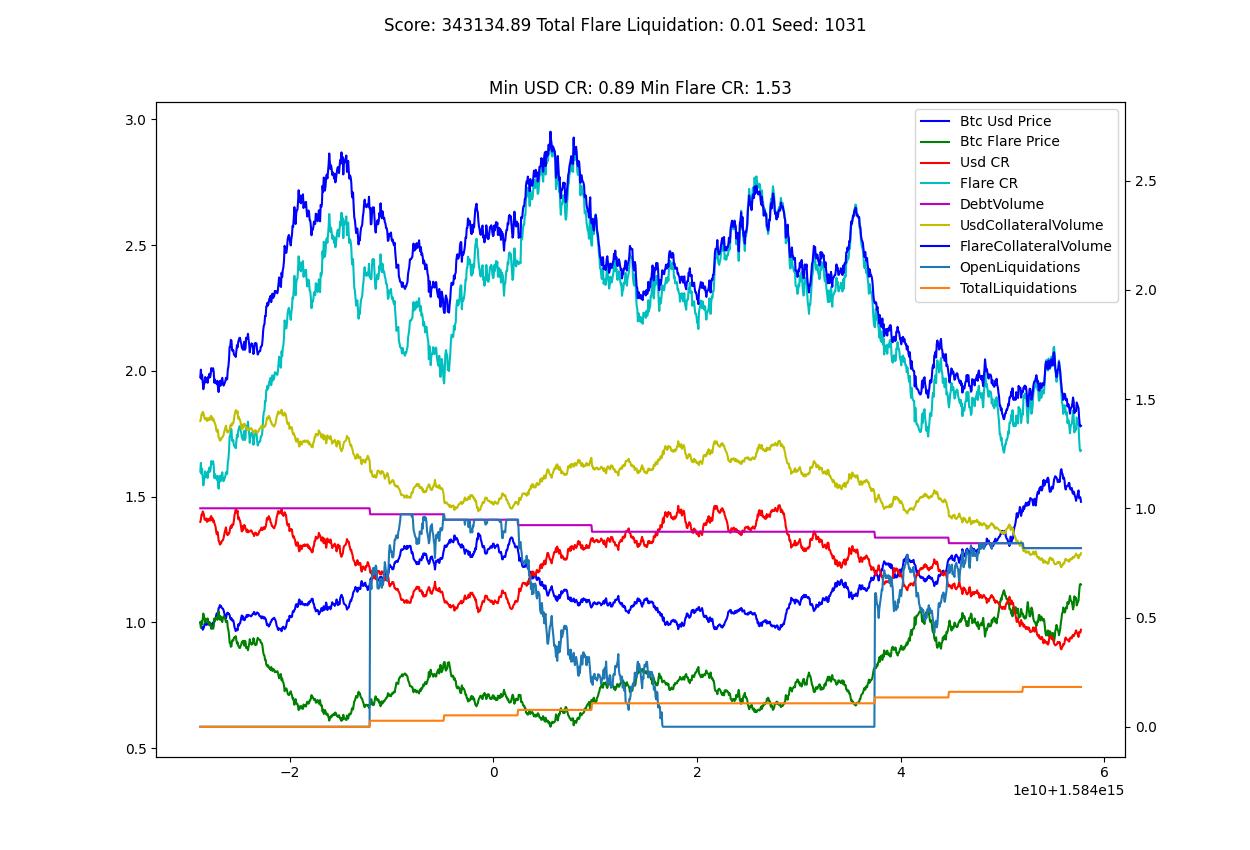 Score: 343134.89 Total Flare Liquidation: 0.01 Seed: 1031
Min USD CR: 0.89 Min Flare CR: 1.53
Btc Usd Price
Btc Flare Price
Usd CR
Flare CR
DebtVolume
UsdCollateralVolume
FlareCollateralVolume
OpenLiquidations
TotalLiquidations
3.0
2.5
2.0
1.5
1.0
0.5
2.5
2.0
1.5
1.0
0.5
0.0
−2
0
2
4
6
1e10+1.584e15